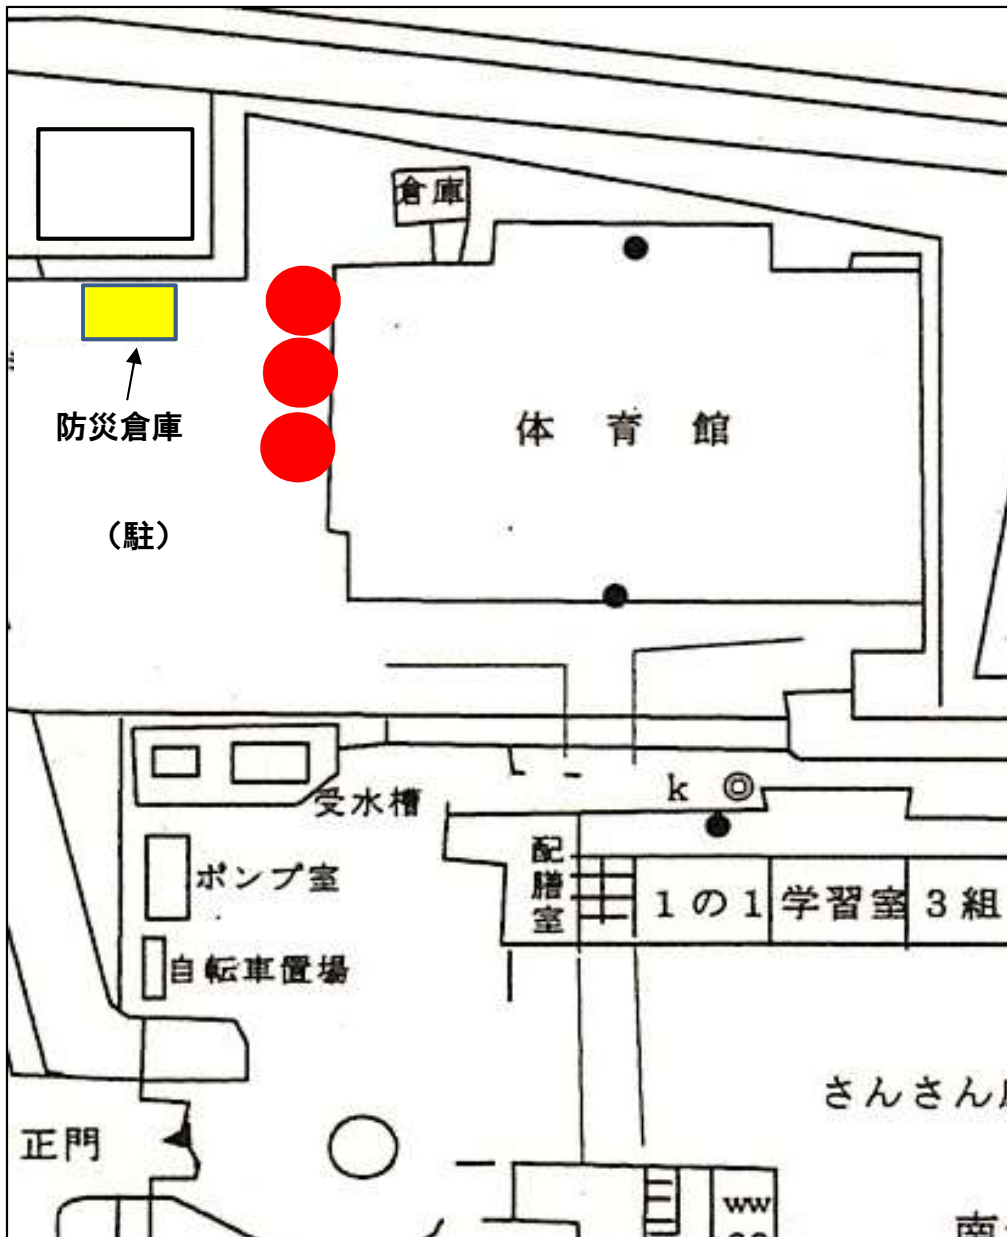 倉庫
防災倉庫
体育館
（駐）
k
受水槽
配膳室
ポンプ室
1の1
学習室
3組
自転車置場
さんさん
正門
ww
南